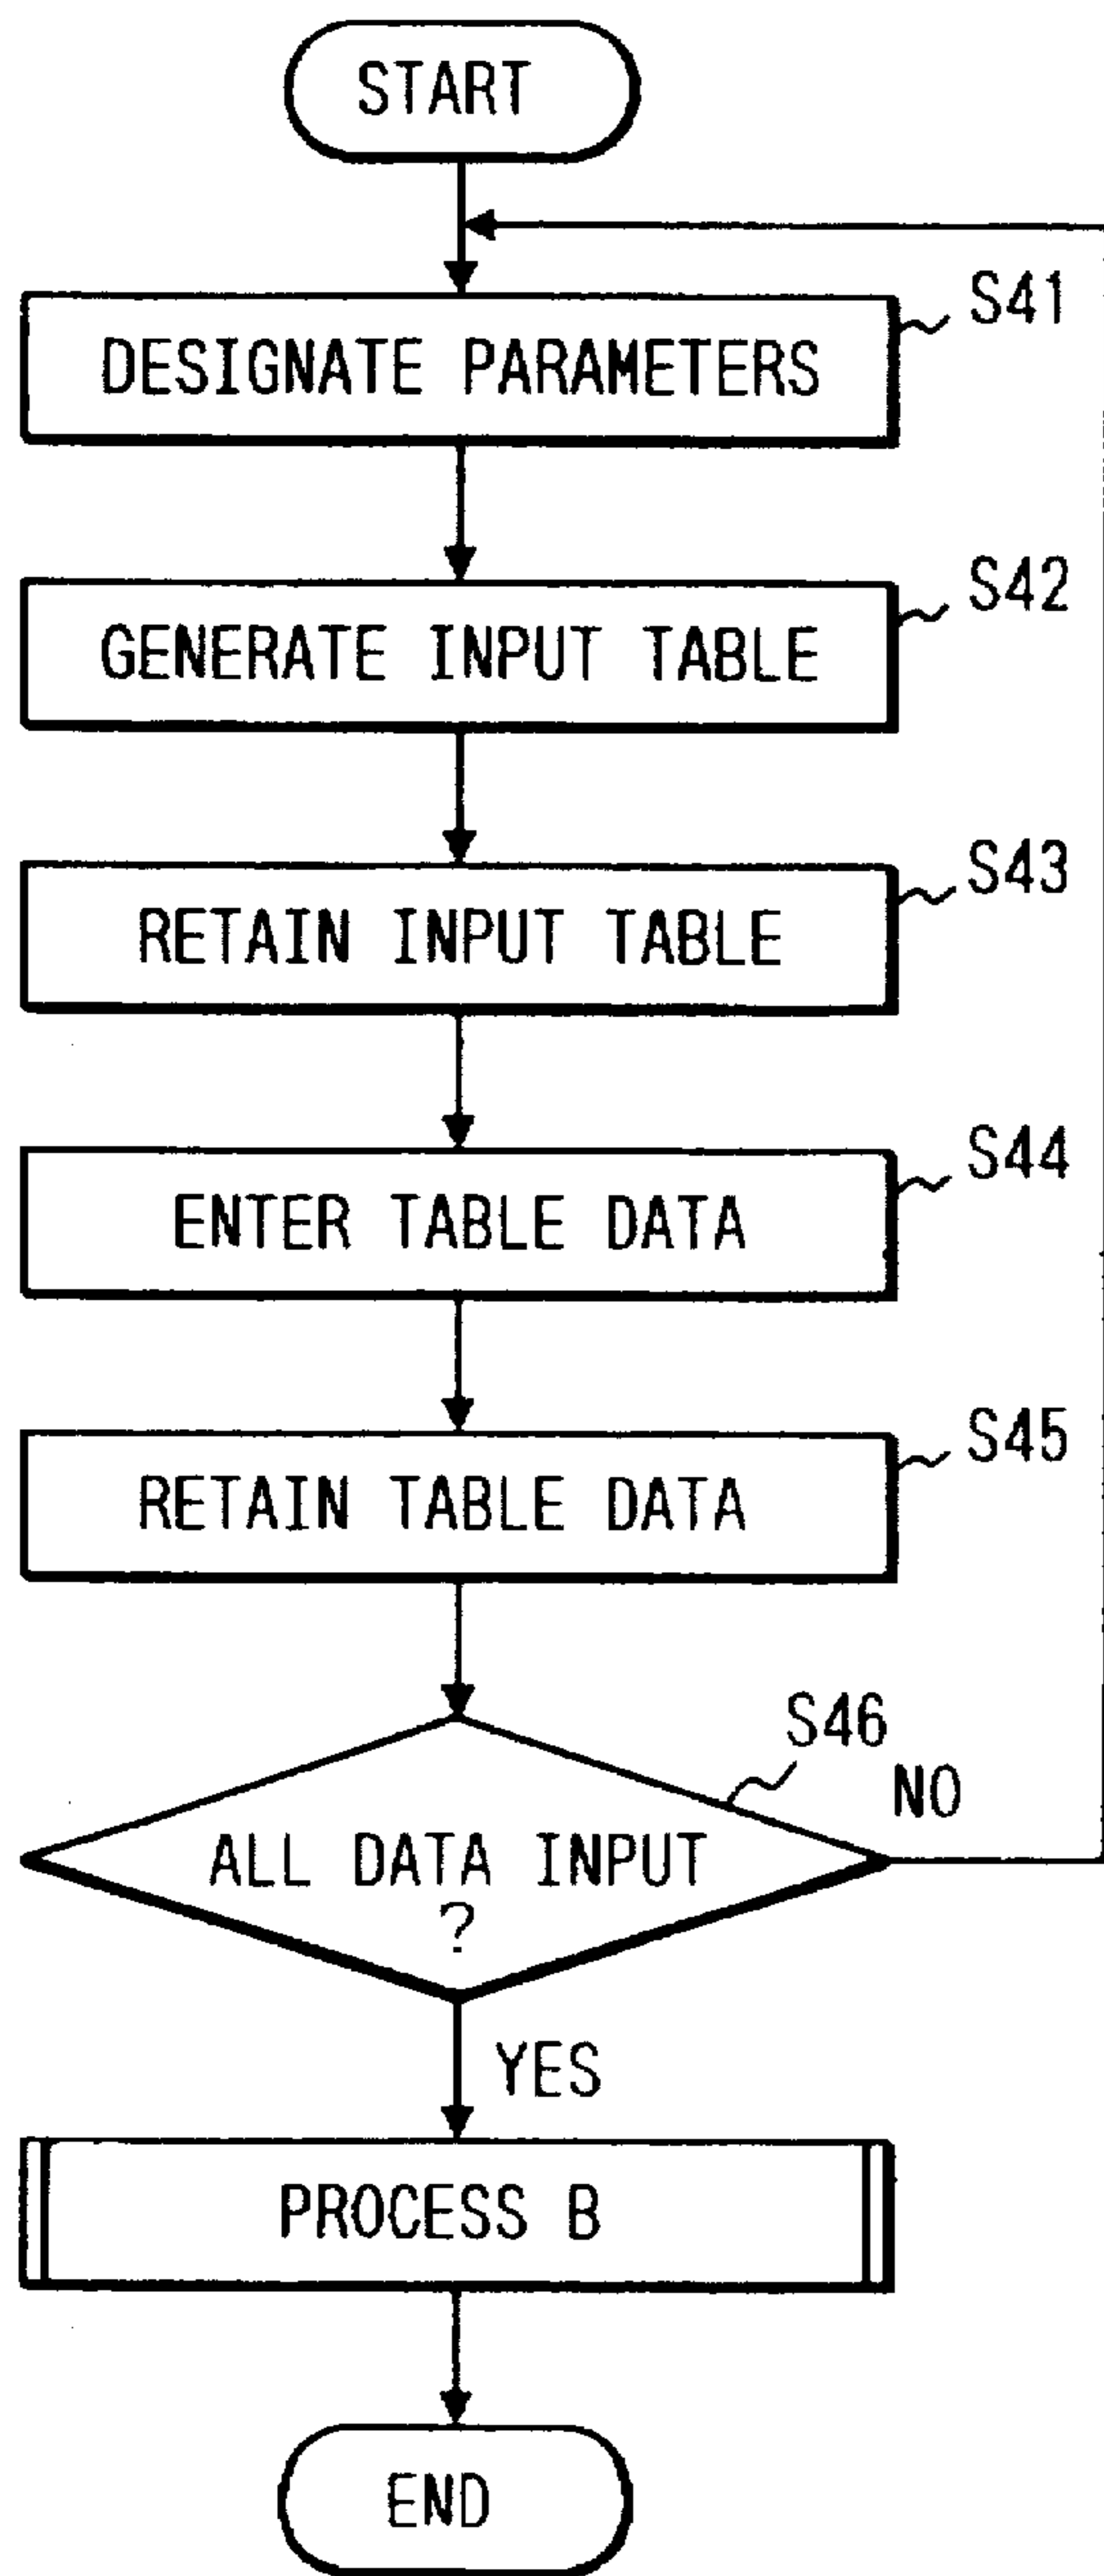 START
S41
DESIGNATE PARAMETERS
S42
GENERATE INPUT TABLE
S43
RETAIN INPUT TABLE
S44
ENTER TABLE DATA
S45
RETAIN TABLE DATA
S46
NO
ALL DATA INPUT
?
YES
PROCESS B
END